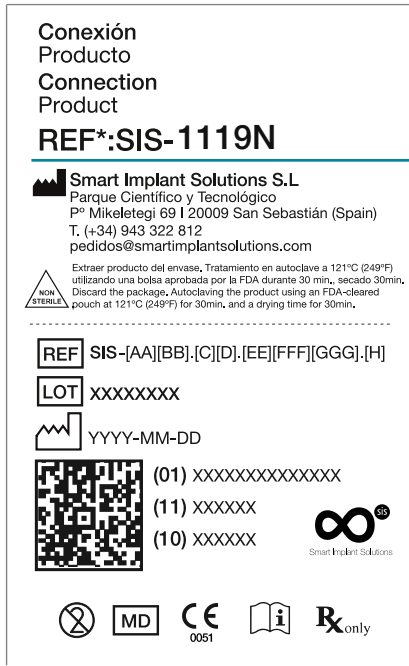 Conexión
Producto
Connection
Product
REF*:SIS-1119N
Smart Implant Solutions S.L
Parque Científico y Tecnológico
Pº Mikeletegi 69 I 20009 San Sebastián (Spain)
T. (+34) 943 322 812
pedidos@smartimplantsolutions.com
NON
STERILE
Extraer producto del envase. Tratamiento en autoclave a 121ºC (249ºF)
utilizando una bolsa aprobada por la FDA durante 30 min., secado 30min.
Discard the package. Autoclaving the product using an FDA-cleared
pouch at 121ºC (249ºF) for 30min. and a drying time for 30min.
REF SIS-[AA][BB].[C][D].[EE][FFF][GGG].[H]
LOT XXXXXXXX
YYYY-MM-DD
(01) XXXXXXXXXXXXXX
(11) XXXXXX
(10) XXXXXX
sis
Smart Implant Solutions
2
MD
CE
0051
i
Rx only